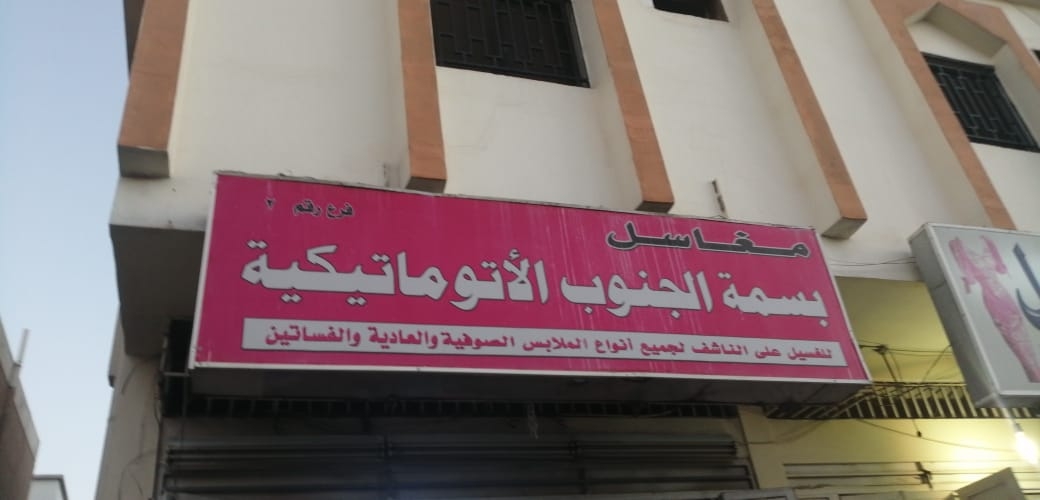 فرع رقم ٢
مغاسل
بسمة الجنوب الأتوماتيكية
للغسيل على الناشف لجميع أنواع الملابس الصوفية والعادية والفساتين